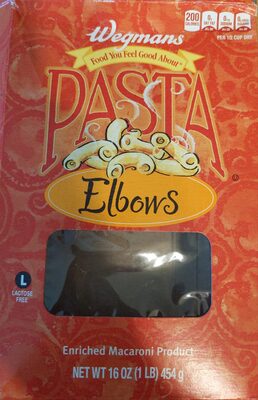 Wegmans
Food You Feel Good About
200
CALORIES
PER 1/2 CUP DRY
PASTA
Elbows
L
LACTOSE
FREE
Enriched Macaroni Product
NET WT 16 OZ (1 LB) 454 g